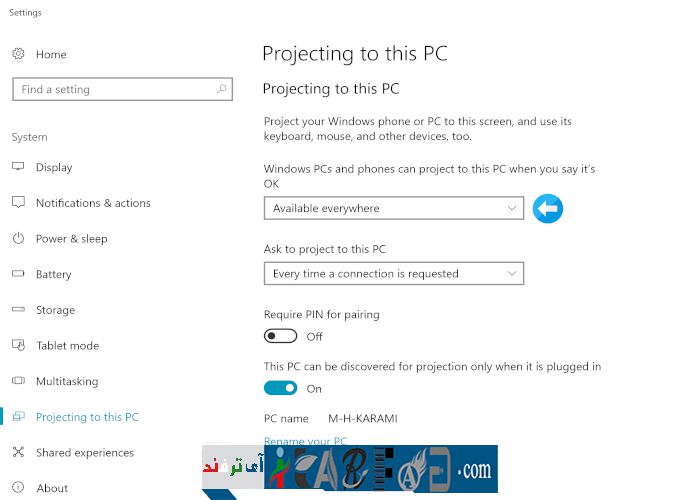 Settings
Home
Find a setting
System
Display
Notifications & actions
Power & sleep
Battery
Storage
Tablet mode
Multitasking
Projecting to this PC
Shared experiences
About
Projecting to this PC
Projecting to this PC
Project your Windows phone or PC to this screen, and use its
keyboard, mouse, and other devices, too.
Windows PCs and phones can project to this PC when you say it's
OK
Available everywhere
Ask to project to this PC
Every time a connection is requested
Require PIN for pairing
Off
This PC can be discovered for projection only when it is plugged in
On
PC name M-H-KARAMI
Rename your PC
آی ترفند
.com